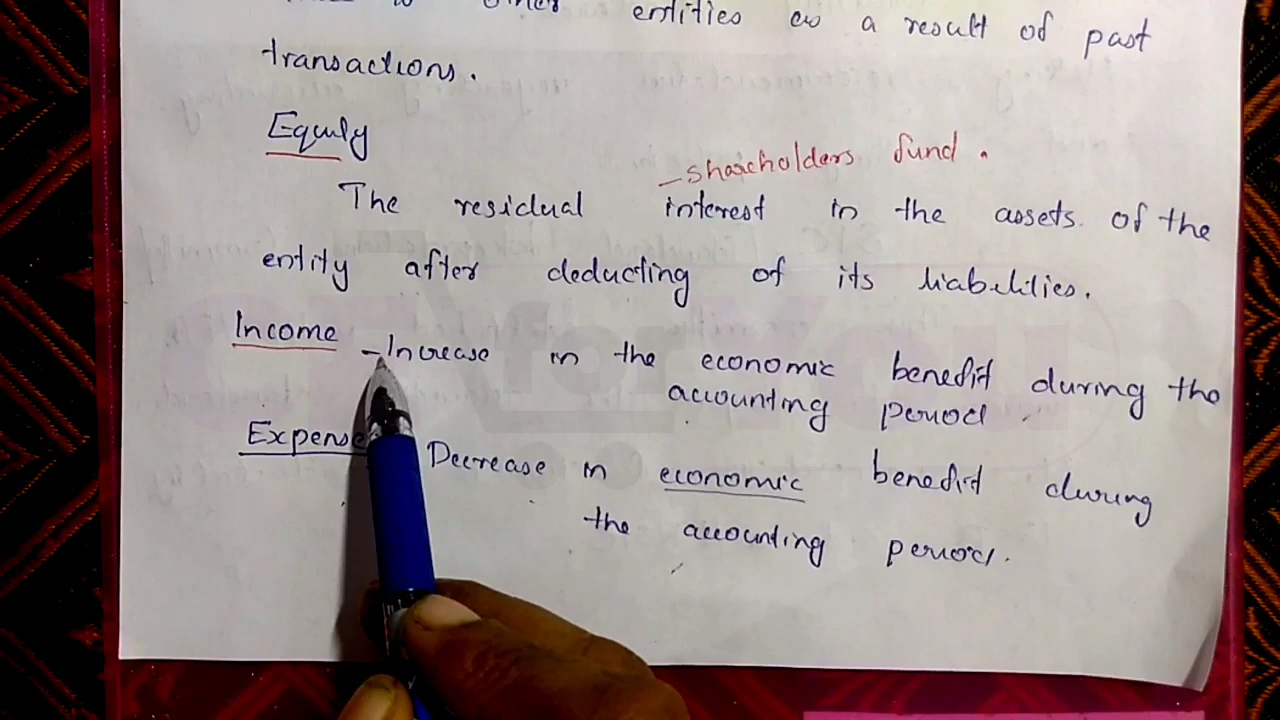 other entities as a result of past
transactions.
Equity
- shareholders fund.
The residual interest in the assets of the
entity after deducting of its liabilities.
Income - Increase in the economic benefit during the
accounting period
Expense Decrease in economic benefit during
the accounting period.